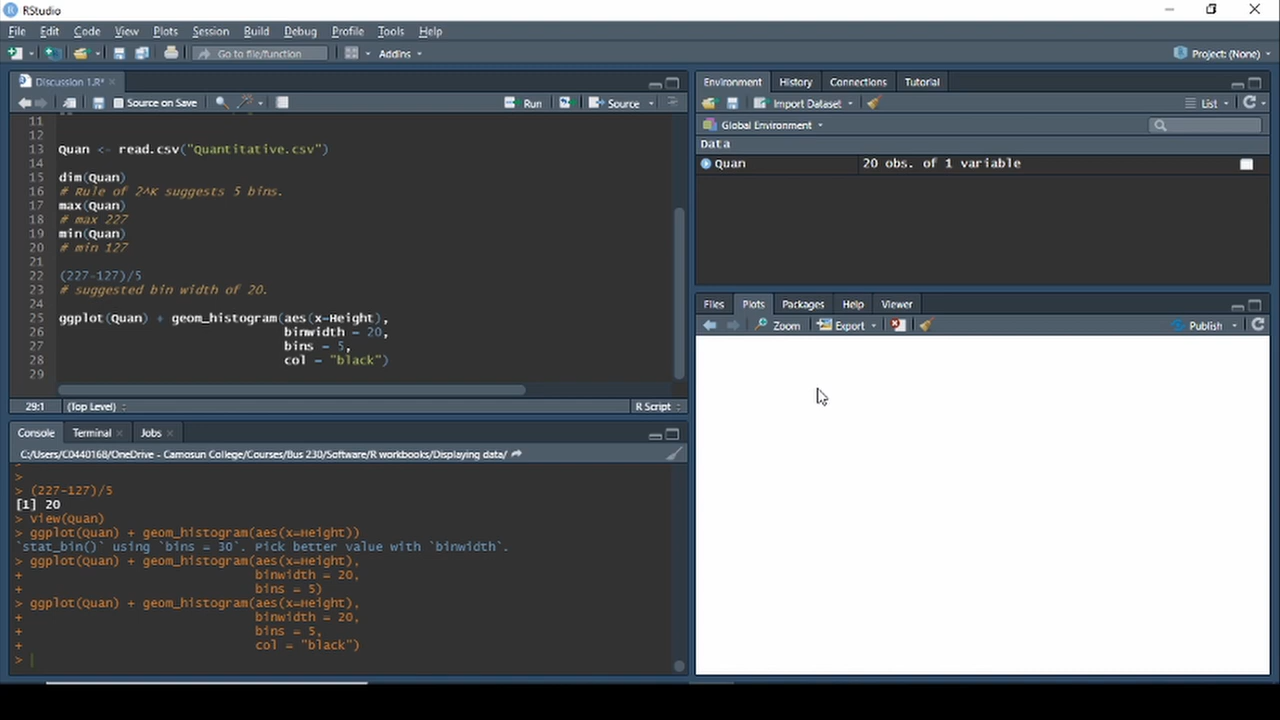 RStudio
File Edit Code View Plots Session Build Debug Profile Tools Help
Go to file/function Addins Project: (None)
Discussion 1.R*
Source on Save Run Source
11
12
13 Quan <- read.csv("Quantitative.csv")
14
15 dim(Quan)
16 # Rule of 2^K suggests 5 bins.
17 max(Quan)
18 # max 227
19 min(Quan)
20 # min 127
21
22 (227-127)/5
23 # suggested bin width of 20.
24
25 ggplot(Quan) + geom_histogram(aes(x=Height),
26 binwidth = 20,
27 bins = 5,
28 col = "black")
29
29:1 (Top Level) R Script
Console Terminal Jobs
C:/Users/C0440168/OneDrive - Camosun College/Courses/Bus 230/Software/R workbooks/Displaying data/
>
> (227-127)/5
[1] 20
> View(Quan)
> ggplot(Quan) + geom_histogram(aes(x=Height))
`stat_bin()` using `bins = 30`. Pick better value with `binwidth`.
> ggplot(Quan) + geom_histogram(aes(x=Height),
+ binwidth = 20,
+ bins = 5)
> ggplot(Quan) + geom_histogram(aes(x=Height),
+ binwidth = 20,
+ bins = 5,
+ col = "black")
>
Environment History Connections Tutorial
Import Dataset List
Global Environment
Data
Quan 20 obs. of 1 variable
Files Plots Packages Help Viewer
Zoom Export Publish